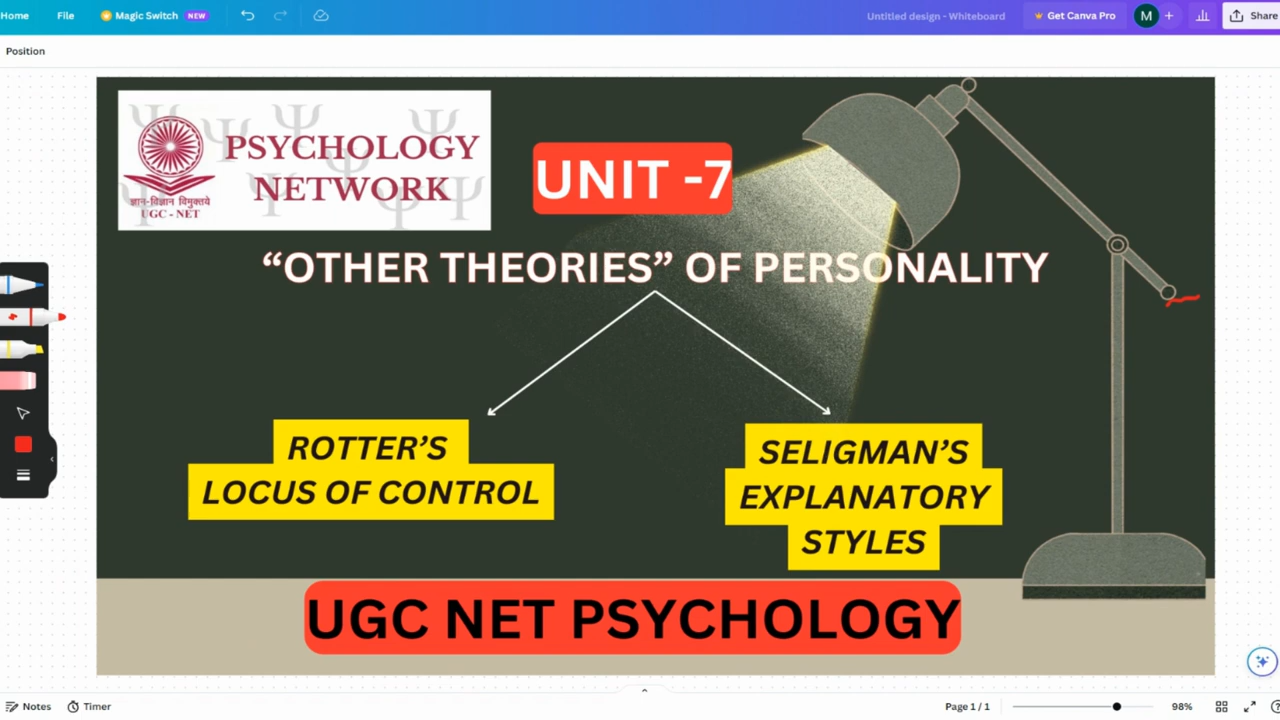 Home File Magic Switch NEW Untitled design - Whiteboard Get Canva Pro M + Share
Position
PSYCHOLOGY
NETWORK
ज्ञान-विज्ञान विमुक्तये
UGC - NET
UNIT -7
“OTHER THEORIES” OF PERSONALITY
ROTTER’S
LOCUS OF CONTROL
SELIGMAN’S
EXPLANATORY
STYLES
UGC NET PSYCHOLOGY
Notes Timer Page 1 / 1 98%